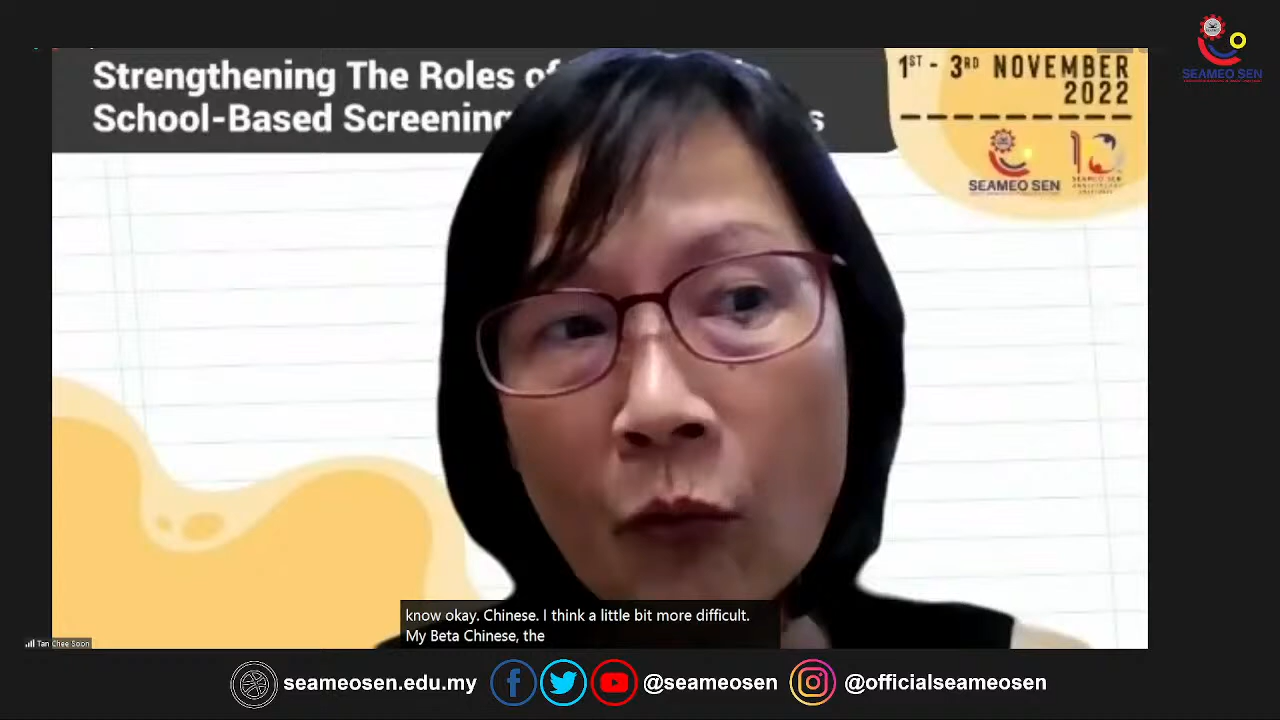 SEAMEO SEN
Strengthening The Roles of
School-Based Screening
1ST - 3RD NOVEMBER
2022
SEAMEO SEN
10
know okay. Chinese. I think a little bit more difficult.
My Beta Chinese, the
Tan Chee Soon
seameosen.edu.my
@seameosen
@officialseameosen